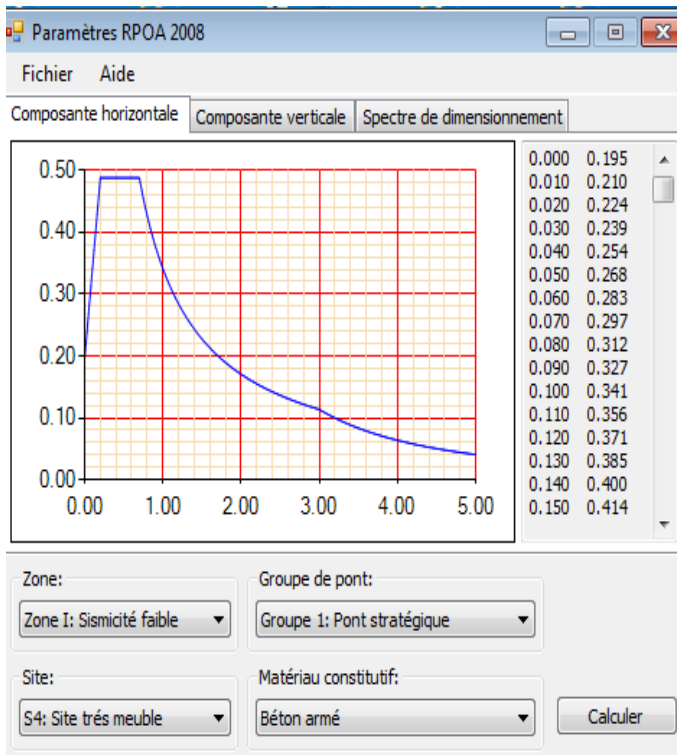 Paramètres RPOA 2008
Fichier Aide
Composante horizontale Composante verticale Spectre de dimensionnement
0.50
0.40
0.30
0.20
0.10
0.00
0.00 1.00 2.00 3.00 4.00 5.00
0.000 0.195
0.010 0.210
0.020 0.224
0.030 0.239
0.040 0.254
0.050 0.268
0.060 0.283
0.070 0.297
0.080 0.312
0.090 0.327
0.100 0.341
0.110 0.356
0.120 0.371
0.130 0.385
0.140 0.400
0.150 0.414
Zone: Groupe de pont:
Zone I: Sismicité faible Groupe 1: Pont stratégique
Site: Matériau constitutif:
S4: Site trés meuble Béton armé Calculer